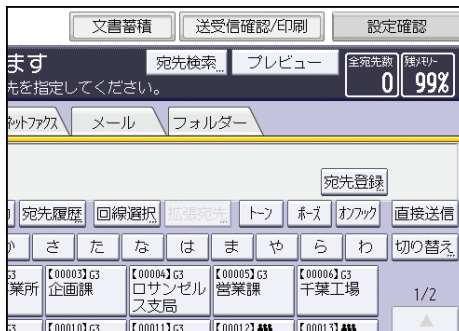 文書蓄積 送受信確認/印刷 設定確認
ます 宛先検索 プレビュー 全宛先数 0 残メモリー 99%
先を指定してください。
ネットファクス メール フォルダー
宛先登録
宛先履歴 回線選択 拡張宛先 トーン ポーズ オンフック 直接送信
か さ た な は ま や ら わ 切り替え
G3 【00003】G3 【00004】G3 【00005】G3 【00006】G3
業所 企画課 ロサンゼルス支局 営業課 千葉工場 1/2
G3 【00010】G3 【00011】G3 【00012】 【00013】